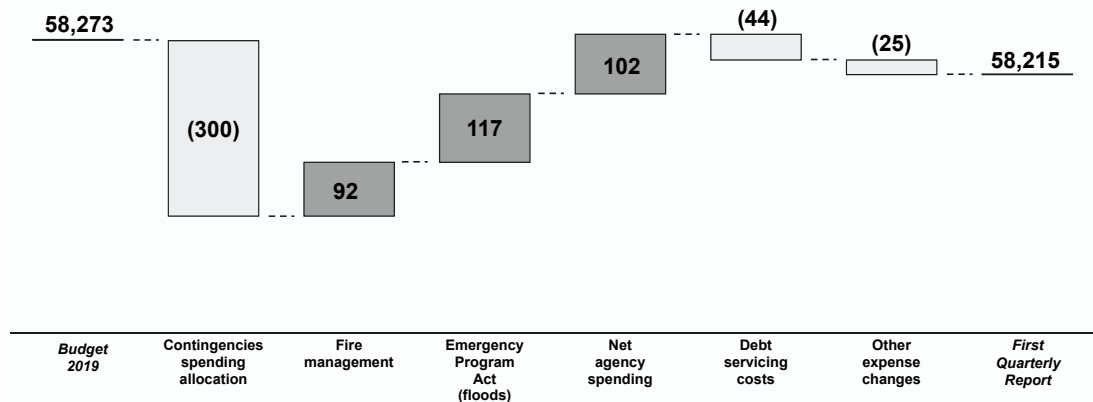 58,273
(300)
92
117
102
(44)
(25)
58,215
Budget
2019
Contingencies
spending
allocation
Fire
management
Emergency
Program
Act
(floods)
Net
agency
spending
Debt
servicing
costs
Other
expense
changes
First
Quarterly
Report